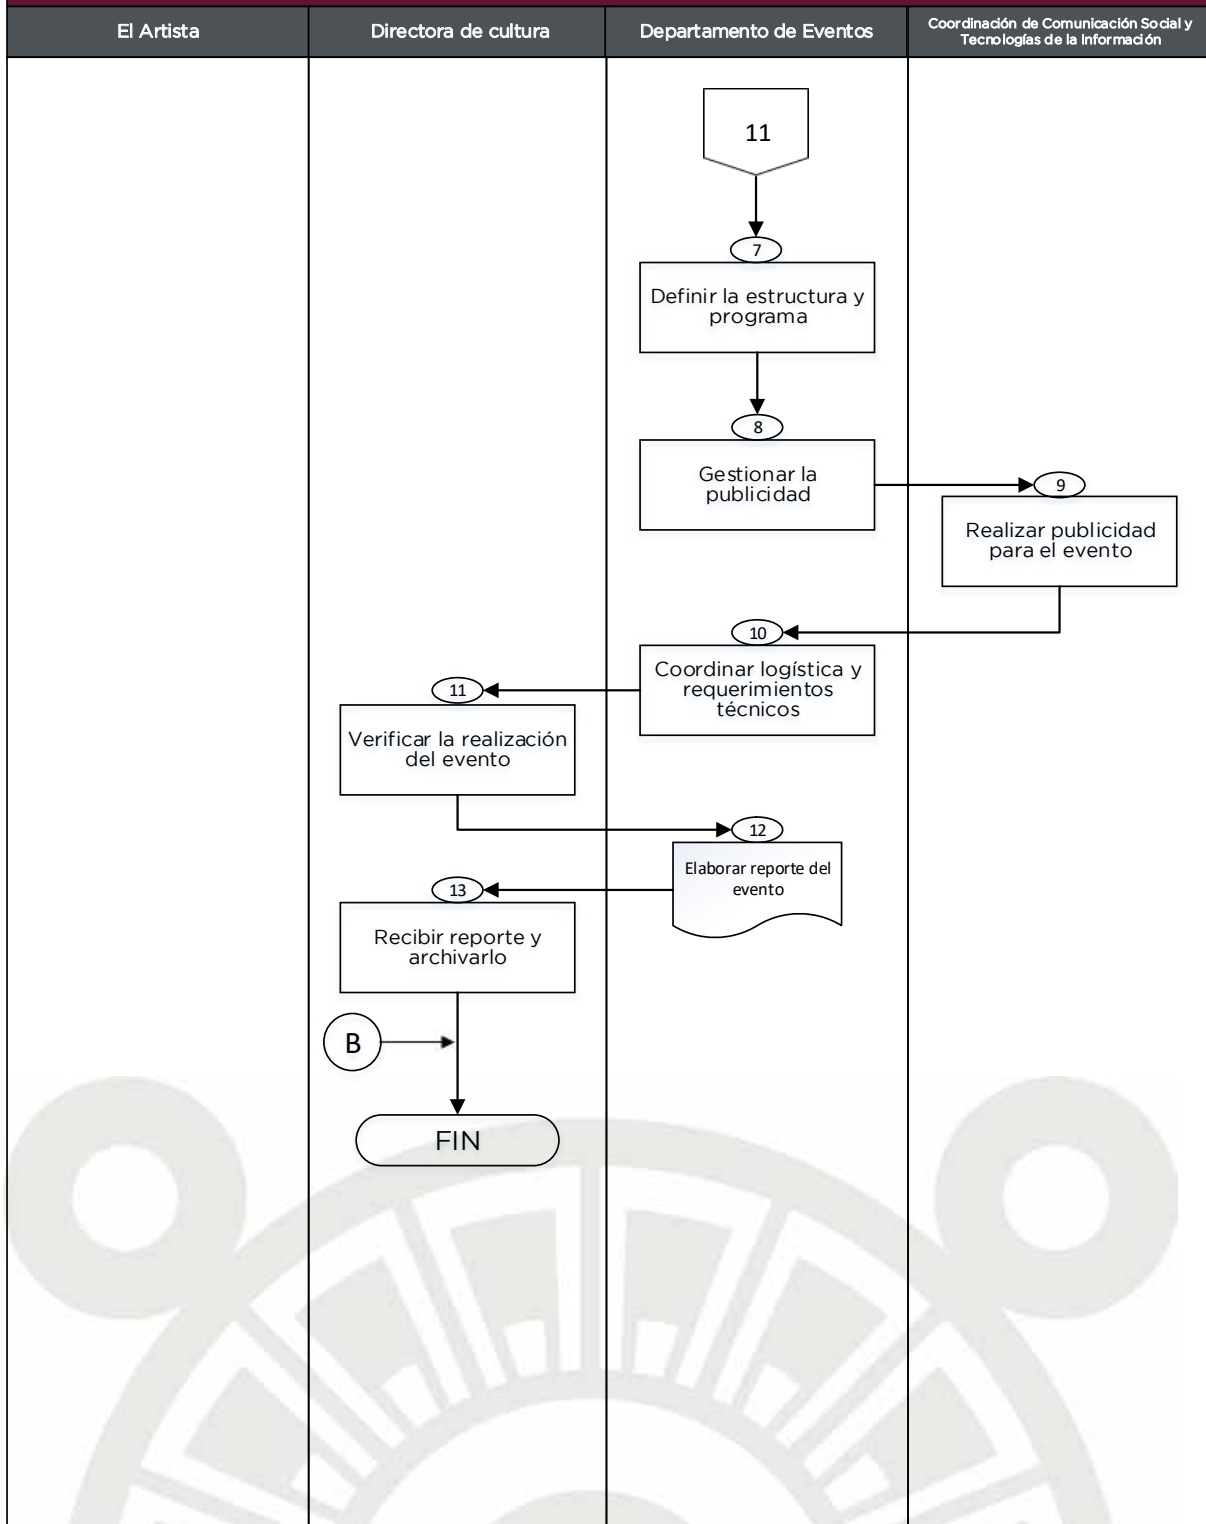 El Artista
Directora de cultura
Departamento de Eventos
Coordinación de Comunicación Social y
Tecnologías de la Información
11
7
Definir la estructura y
programa
8
Gestionar la
publicidad
9
Realizar publicidad
para el evento
10
Coordinar logística y
requerimientos
técnicos
11
Verificar la realización
del evento
12
Elaborar reporte del
evento
13
Recibir reporte y
archivarlo
B
FIN